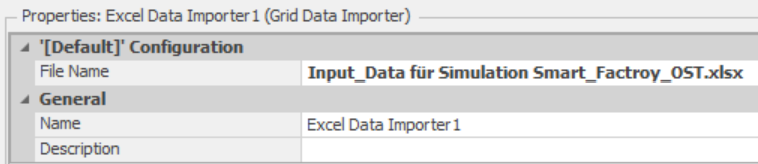 Properties: Excel Data Importer1 (Grid Data Importer)
'[Default]' Configuration
File Name Input_Data für Simulation Smart_Factroy_OST.xlsx
General
Name Excel Data Importer1
Description